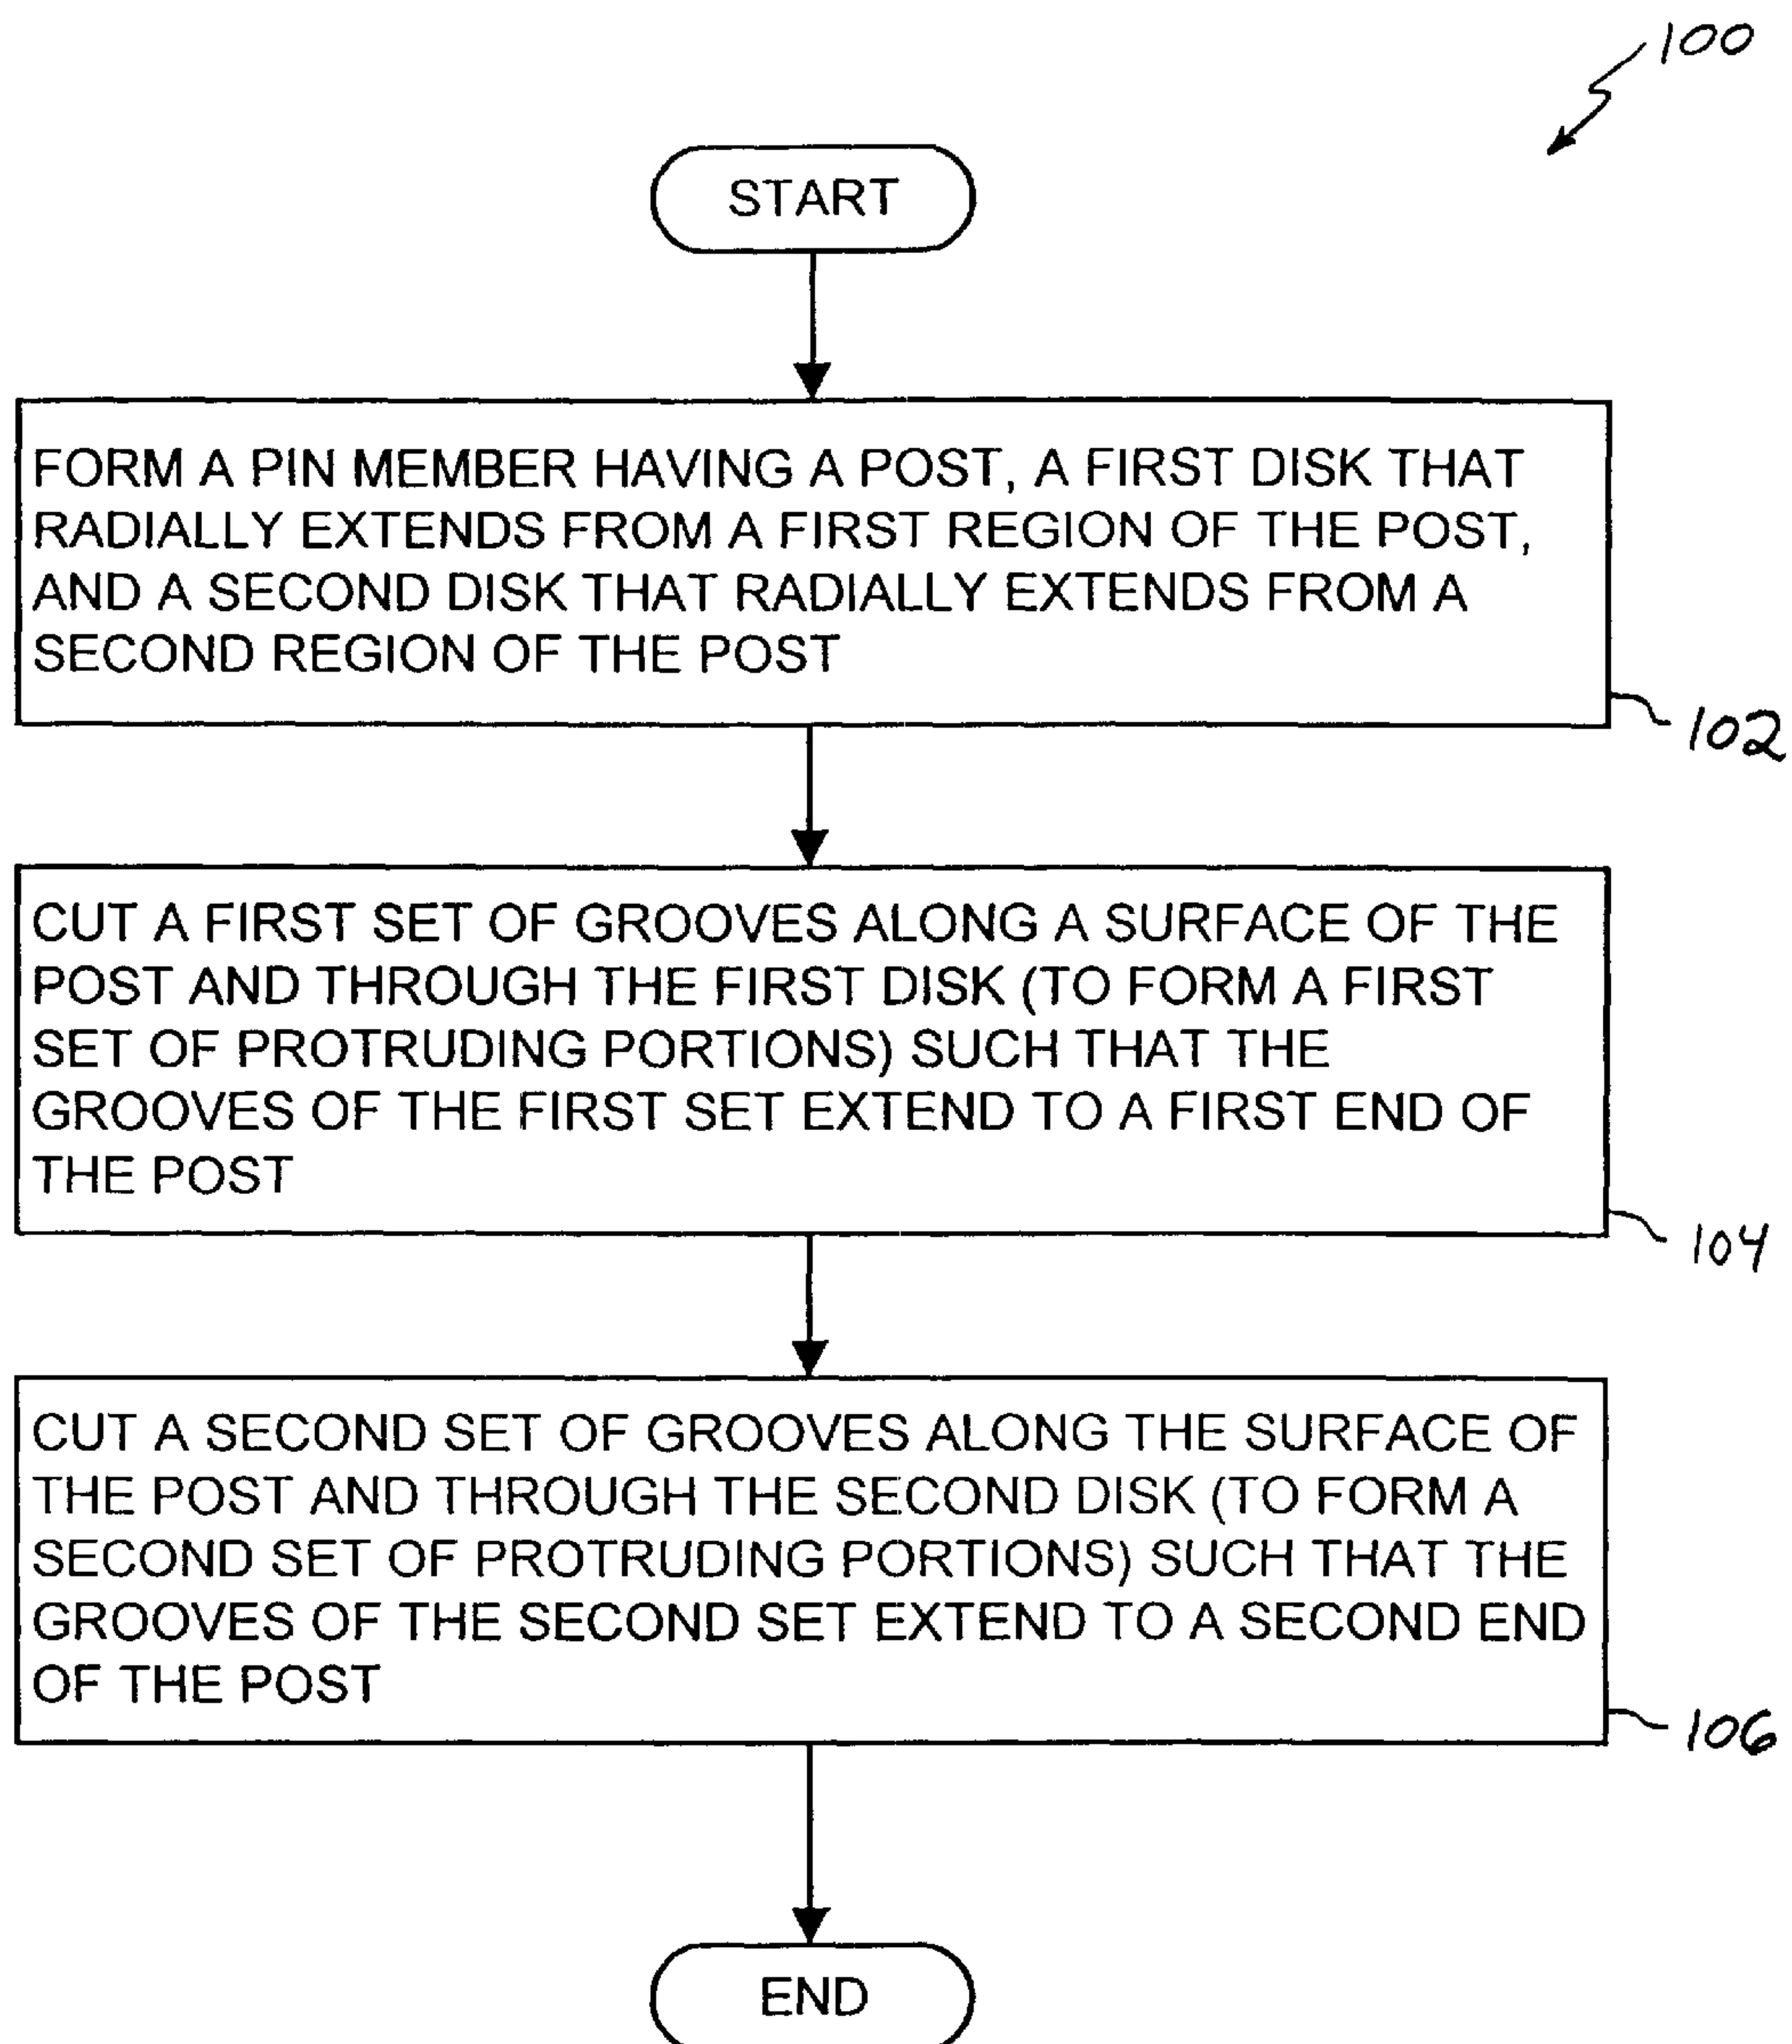 100
START
FORM A PIN MEMBER HAVING A POST, A FIRST DISK THAT
RADIALLY EXTENDS FROM A FIRST REGION OF THE POST,
AND A SECOND DISK THAT RADIALLY EXTENDS FROM A
SECOND REGION OF THE POST
102
CUT A FIRST SET OF GROOVES ALONG A SURFACE OF THE
POST AND THROUGH THE FIRST DISK (TO FORM A FIRST
SET OF PROTRUDING PORTIONS) SUCH THAT THE
GROOVES OF THE FIRST SET EXTEND TO A FIRST END OF
THE POST
104
CUT A SECOND SET OF GROOVES ALONG THE SURFACE OF
THE POST AND THROUGH THE SECOND DISK (TO FORM A
SECOND SET OF PROTRUDING PORTIONS) SUCH THAT THE
GROOVES OF THE SECOND SET EXTEND TO A SECOND END
OF THE POST
106
END